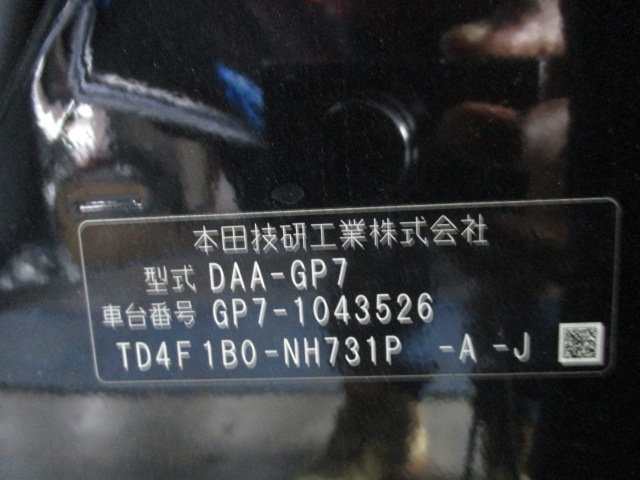 本田技研工業株式会社
型式 DAA-GP7
車台番号 GP7-1043526
TD4F1B0-NH731P -A-J